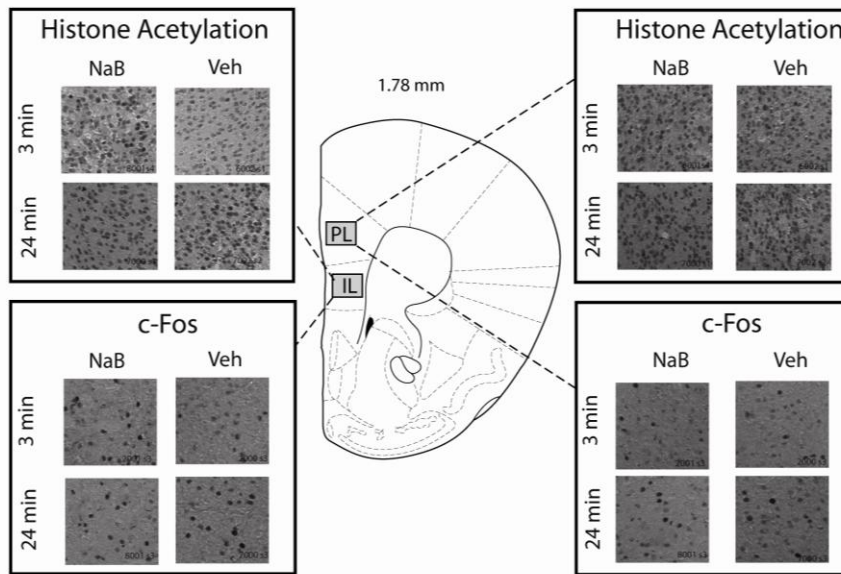 Histone Acetylation
NaB Veh
3 min
24 min
c-Fos
NaB Veh
3 min
24 min
1.78 mm
PL
IL
Histone Acetylation
NaB Veh
3 min
24 min
c-Fos
NaB Veh
3 min
24 min